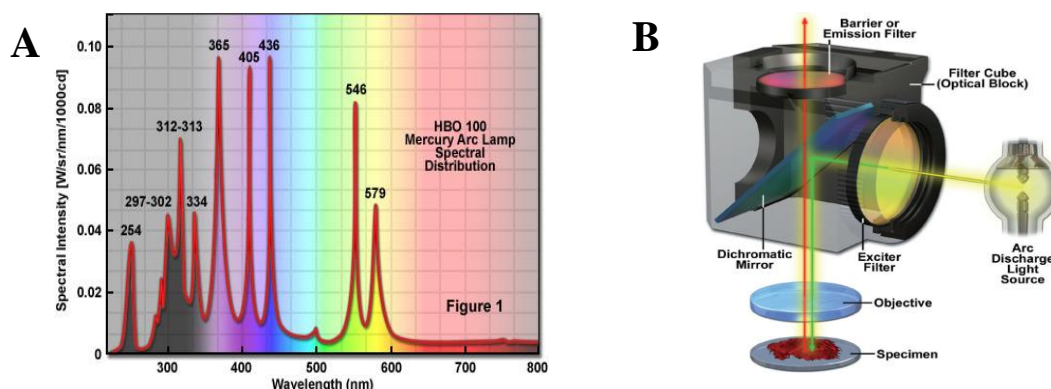 A
Spectral Intensity [W/sr/nm/1000cd]
0.10
0.08
0.06
0.04
0.02
0
254
297-302
312-313
334
365
405
436
546
579
HBO 100
Mercury Arc Lamp
Spectral
Distribution
Figure 1
300
400
500
600
700
800
Wavelength (nm)
B
Barrier or
Emission Filter
Filter Cube
(Optical Block)
Dichromatic
Mirror
Exciter
Filter
Arc
Discharge
Light
Source
Objective
Specimen